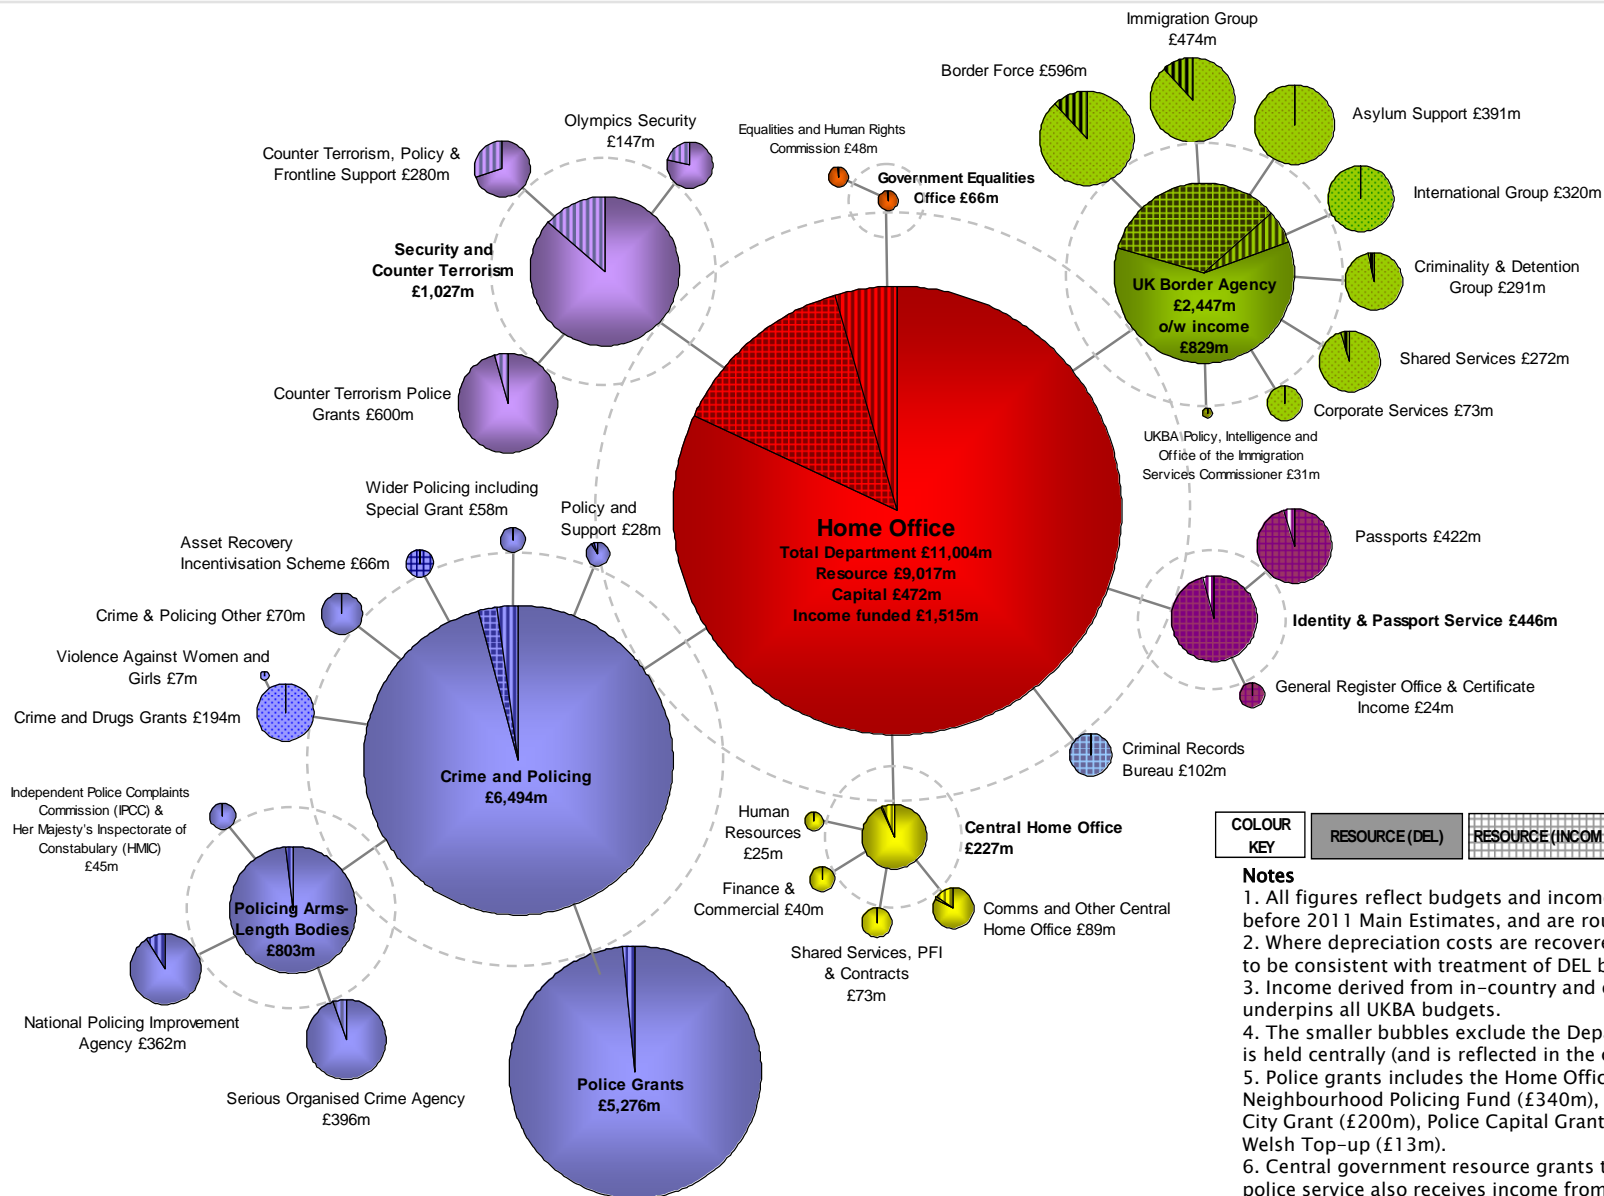 Immigration Group
£474m
Border Force £596m
Asylum Support £391m
International Group £320m
Criminality & Detention
Group £291m
Shared Services £272m
Corporate Services £73m
UKBA Policy, Intelligence and
Office of the Immigration
Services Commissioner £31m
UK Border Agency
£2,447m
o/w income
£829m
Olympics Security
£147m
Counter Terrorism, Policy &
Frontline Support £280m
Security and
Counter Terrorism
£1,027m
Counter Terrorism Police
Grants £600m
Equalities and Human Rights
Commission £48m
Government Equalities
Office £66m
Home Office
Total Department £11,004m
Resource £9,017m
Capital £472m
Income funded £1,515m
Passports £422m
Identity & Passport Service £446m
General Register Office & Certificate
Income £24m
Criminal Records
Bureau £102m
Wider Policing including
Special Grant £58m
Policy and
Support £28m
Asset Recovery
Incentivisation Scheme £66m
Crime & Policing Other £70m
Violence Against Women and
Girls £7m
Crime and Drugs Grants £194m
Crime and Policing
£6,494m
Independent Police Complaints
Commission (IPCC) &
Her Majesty's Inspectorate of
Constabulary (HMIC)
£45m
Policing Arms-
Length Bodies
£803m
National Policing Improvement
Agency £362m
Serious Organised Crime Agency
£396m
Police Grants
£5,276m
Human
Resources
£25m
Central Home Office
£227m
Finance &
Commercial £40m
Shared Services, PFI
& Contracts
£73m
Comms and Other Central
Home Office £89m
COLOUR
KEY
RESOURCE (DEL)
RESOURCE (INCOM
Notes
1. All figures reflect budgets and incom
before 2011 Main Estimates, and are rou
2. Where depreciation costs are recovere
to be consistent with treatment of DEL b
3. Income derived from in-country and
underpins all UKBA budgets.
4. The smaller bubbles exclude the Depa
is held centrally (and is reflected in the
5. Police grants includes the Home Offic
Neighbourhood Policing Fund (£340m),
City Grant (£200m), Police Capital Grant
Welsh Top-up (£13m).
6. Central government resource grants t
police service also receives income from